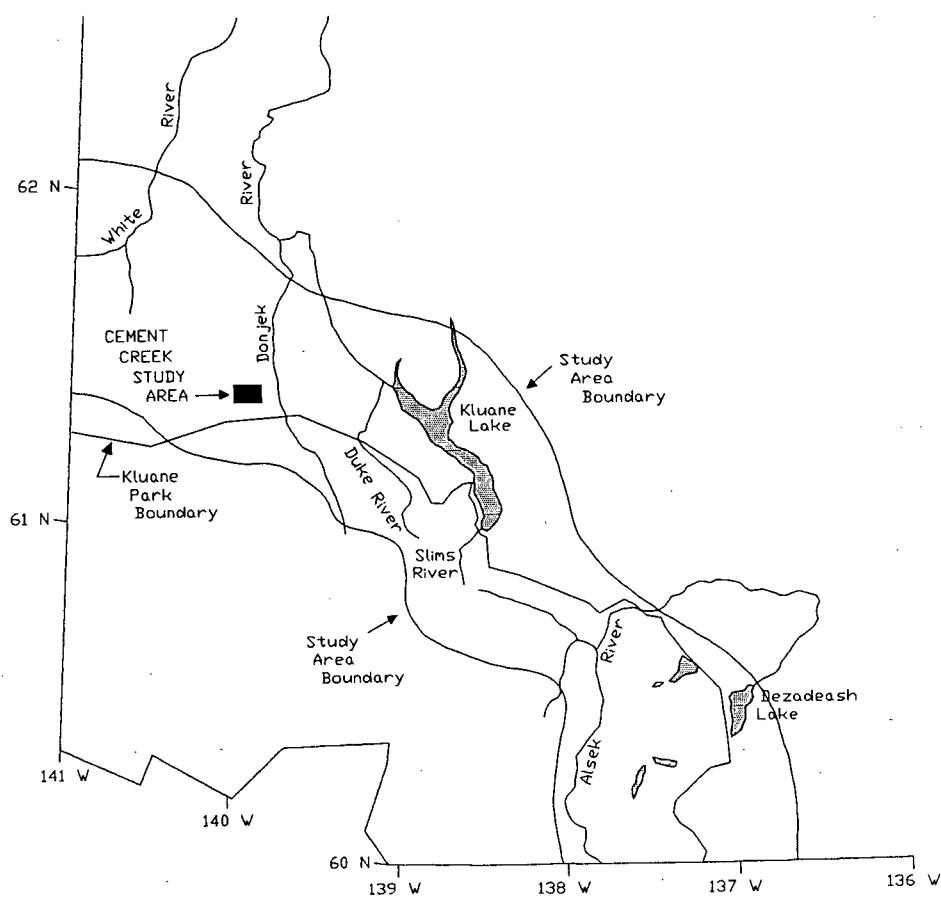 River
River
62 N
White
Donjek
CEMENT
CREEK
STUDY
AREA
Study
Area
Boundary
Kluane
Lake
Kluane
Park
Boundary
Duke River
61 N
Slims
River
Study
Area
Boundary
River
Dezadeash
Lake
Alsek
141 W
140 W
60 N
139 W
138 W
137 W
136 W